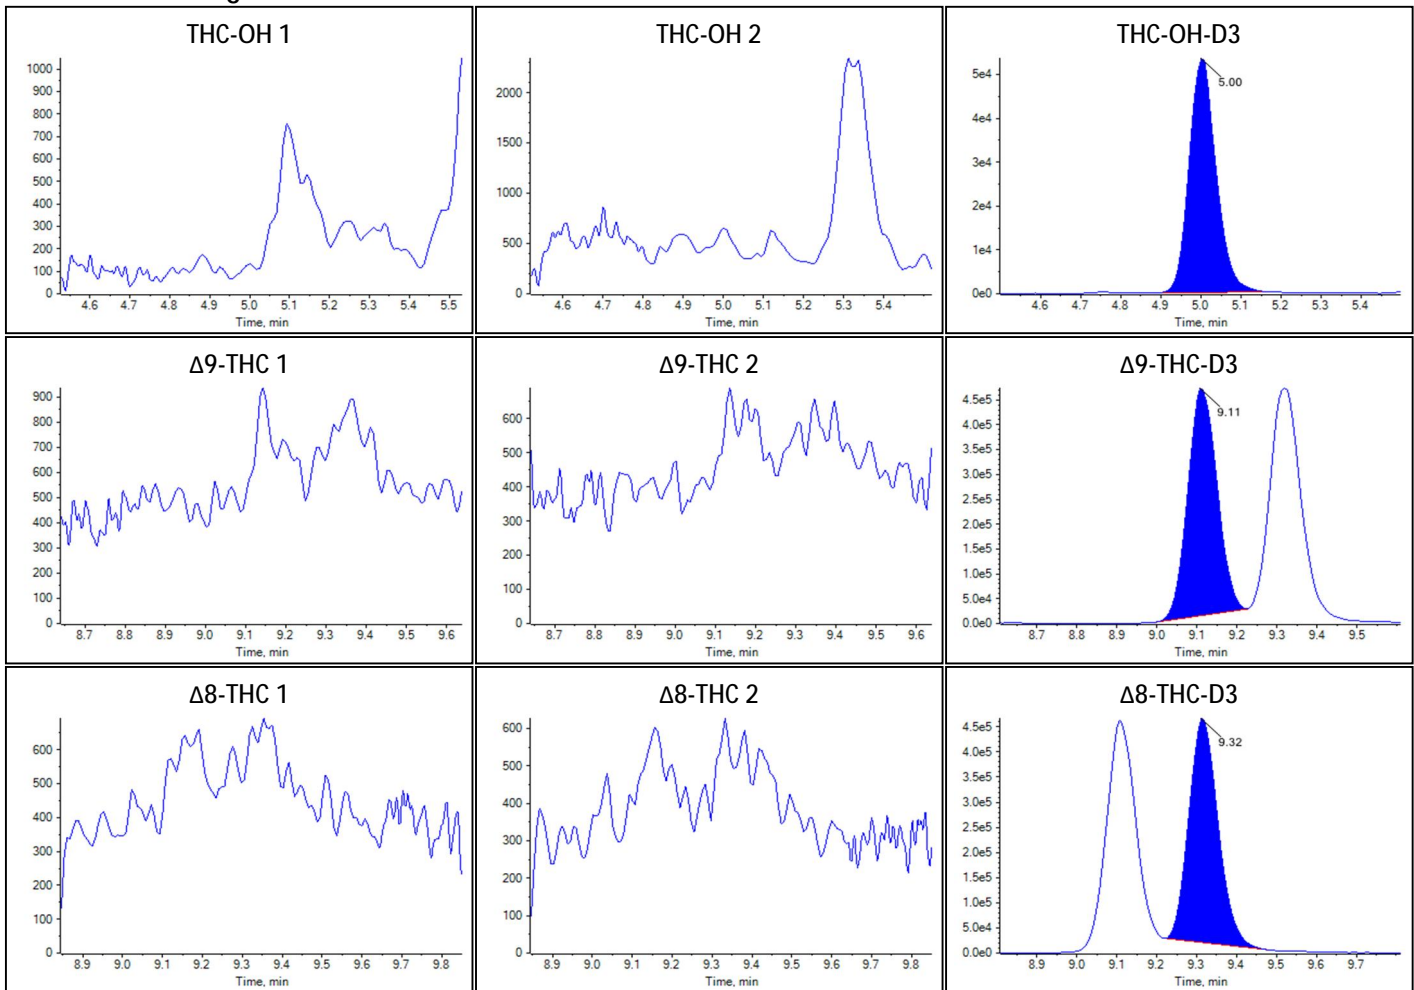 THC-OH 1
1000
900
800
700
600
500
400
300
200
100
0
4.6 4.7 4.8 4.9 5.0 5.1 5.2 5.3 5.4 5.5
Time, min
THC-OH 2
2000
1500
1000
500
0
4.6 4.7 4.8 4.9 5.0 5.1 5.2 5.3 5.4
Time, min
THC-OH-D3
5e4
4e4
3e4
2e4
1e4
0e0
5.00
4.6 4.7 4.8 4.9 5.0 5.1 5.2 5.3 5.4
Time, min
Δ9-THC 1
900
800
700
600
500
400
300
200
100
0
8.7 8.8 8.9 9.0 9.1 9.2 9.3 9.4 9.5 9.6
Time, min
Δ9-THC 2
600
500
400
300
200
100
0
8.7 8.8 8.9 9.0 9.1 9.2 9.3 9.4 9.5 9.6
Time, min
Δ9-THC-D3
4.5e5
4.0e5
3.5e5
3.0e5
2.5e5
2.0e5
1.5e5
1.0e5
5.0e4
0.0e0
9.11
8.7 8.8 8.9 9.0 9.1 9.2 9.3 9.4 9.5
Time, min
Δ8-THC 1
600
500
400
300
200
100
0
8.9 9.0 9.1 9.2 9.3 9.4 9.5 9.6 9.7 9.8
Time, min
Δ8-THC 2
600
500
400
300
200
100
0
8.9 9.0 9.1 9.2 9.3 9.4 9.5 9.6 9.7 9.8
Time, min
Δ8-THC-D3
4.5e5
4.0e5
3.5e5
3.0e5
2.5e5
2.0e5
1.5e5
1.0e5
5.0e4
0.0e0
9.32
8.9 9.0 9.1 9.2 9.3 9.4 9.5 9.6 9.7
Time, min